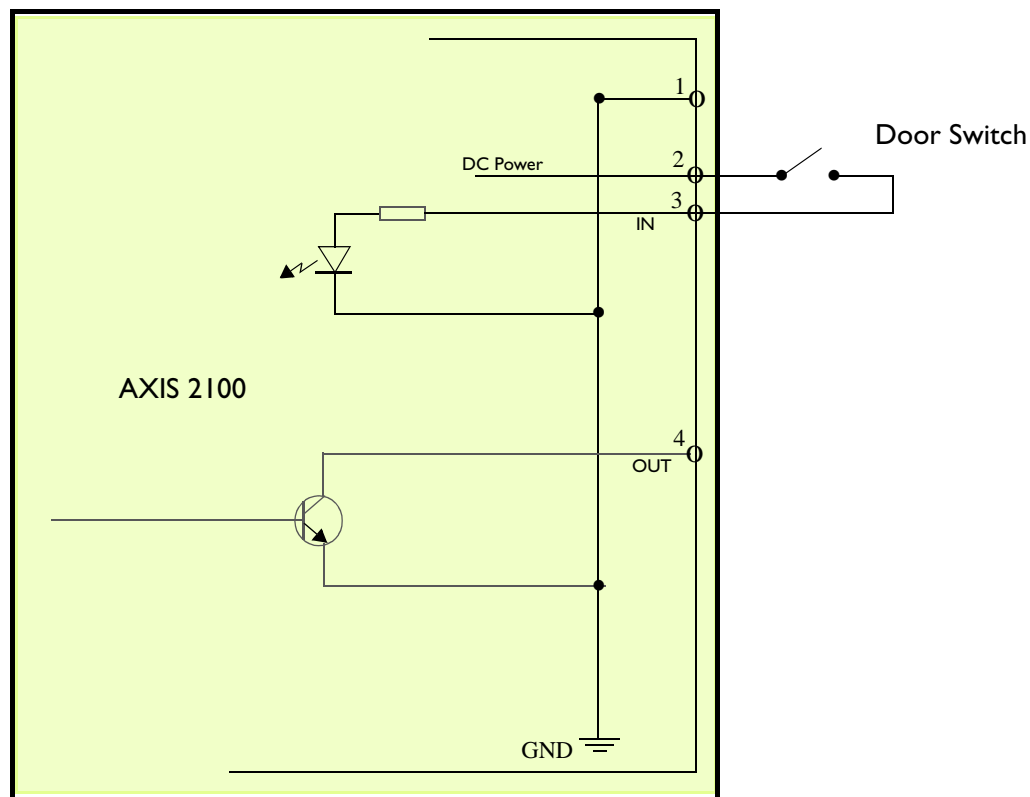 1
Door Switch
DC Power
2
3
IN
AXIS 2100
4
OUT
GND